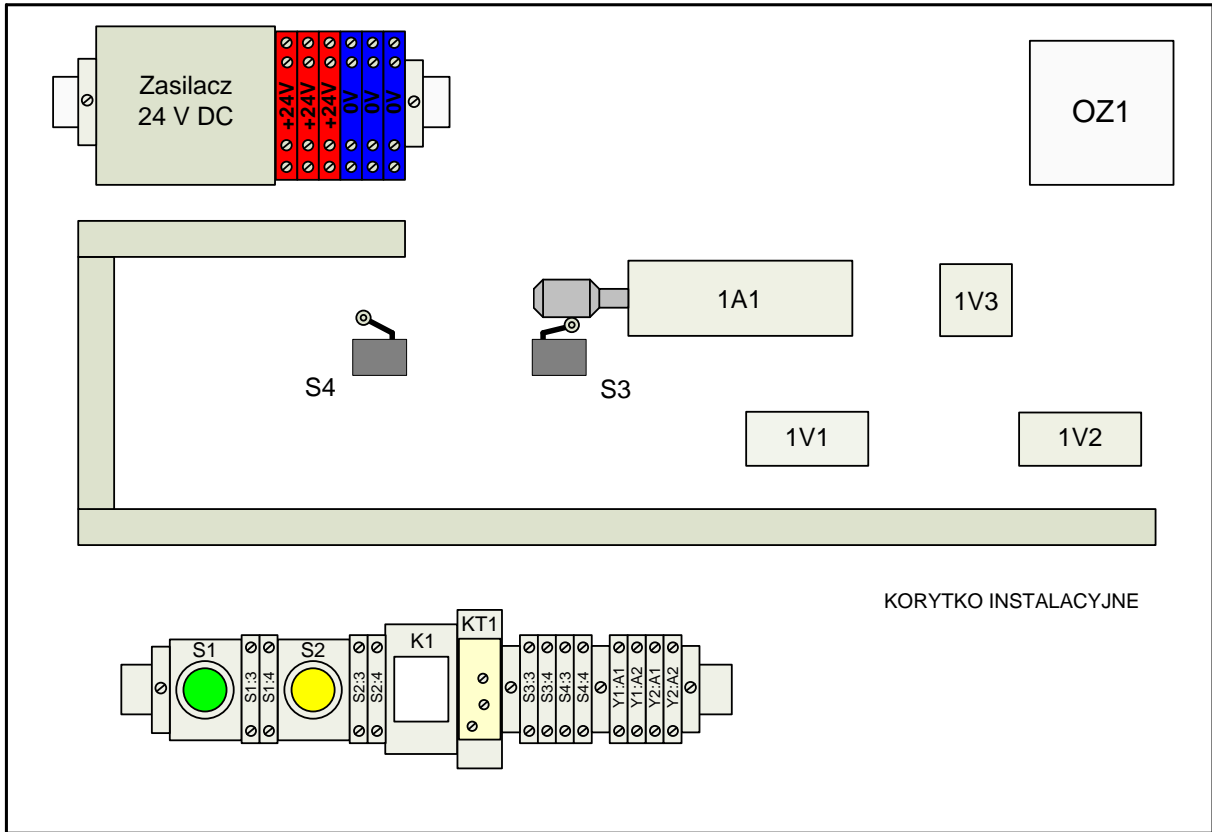 Zasilacz
24 V DC
+24V
+24V
+24V
0V
0V
0V
OZ1
1A1
1V3
S4
S3
1V1
1V2
KORYTKO INSTALACYJNE
S1
S1:3
S1:4
S2
S2:3
S2:4
K1
KT1
S3:3
S3:4
S4:3
S4:4
Y1:A1
Y1:A2
Y2:A1
Y2:A2